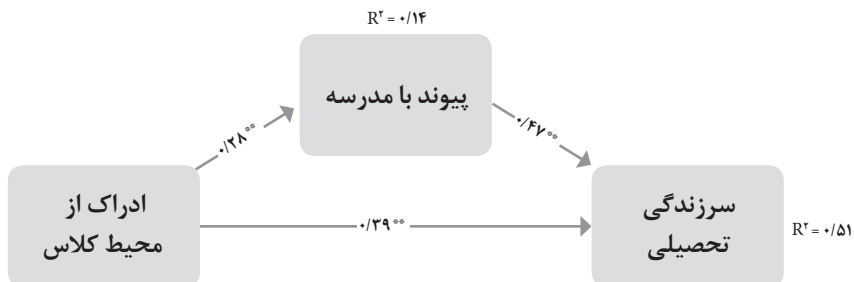 R۲ = ۰/۱۴
پیوند با مدرسه
۰/۲۸**
۰/۴۷**
ادراک از
محیط کلاس
۰/۳۹**
سرزندگی
تحصیلی
R۲ = ۰/۵۱